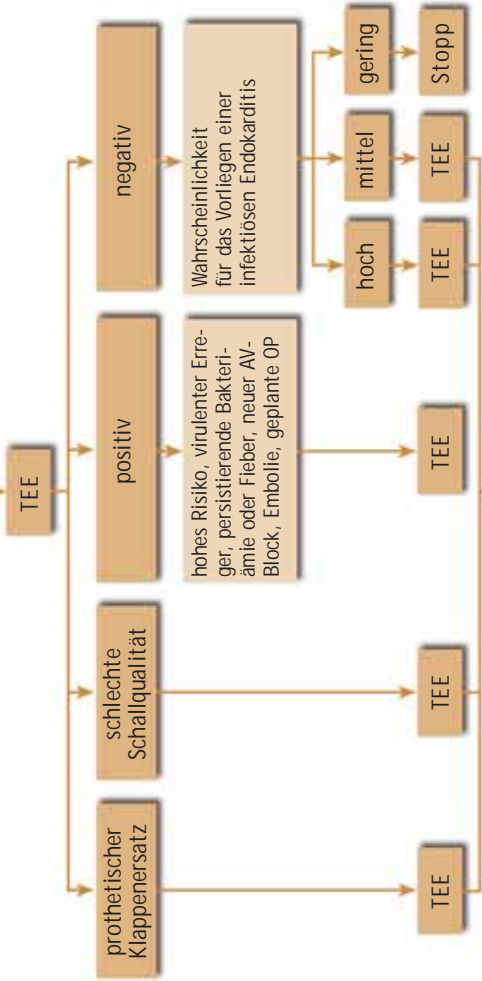 TEE
prothetischer
Klappenersatz
schlechte
Schallqualität
positiv
negativ
hohes Risiko, virulenter Erre-
ger, persistierende Bakteri-
ämie oder Fieber, neuer AV-
Block, Embolie, geplante OP
Wahrscheinlichkeit
für das Vorliegen einer
infektiösen Endokarditis
hoch
mittel
gering
TEE
TEE
TEE
TEE
TEE
Stopp